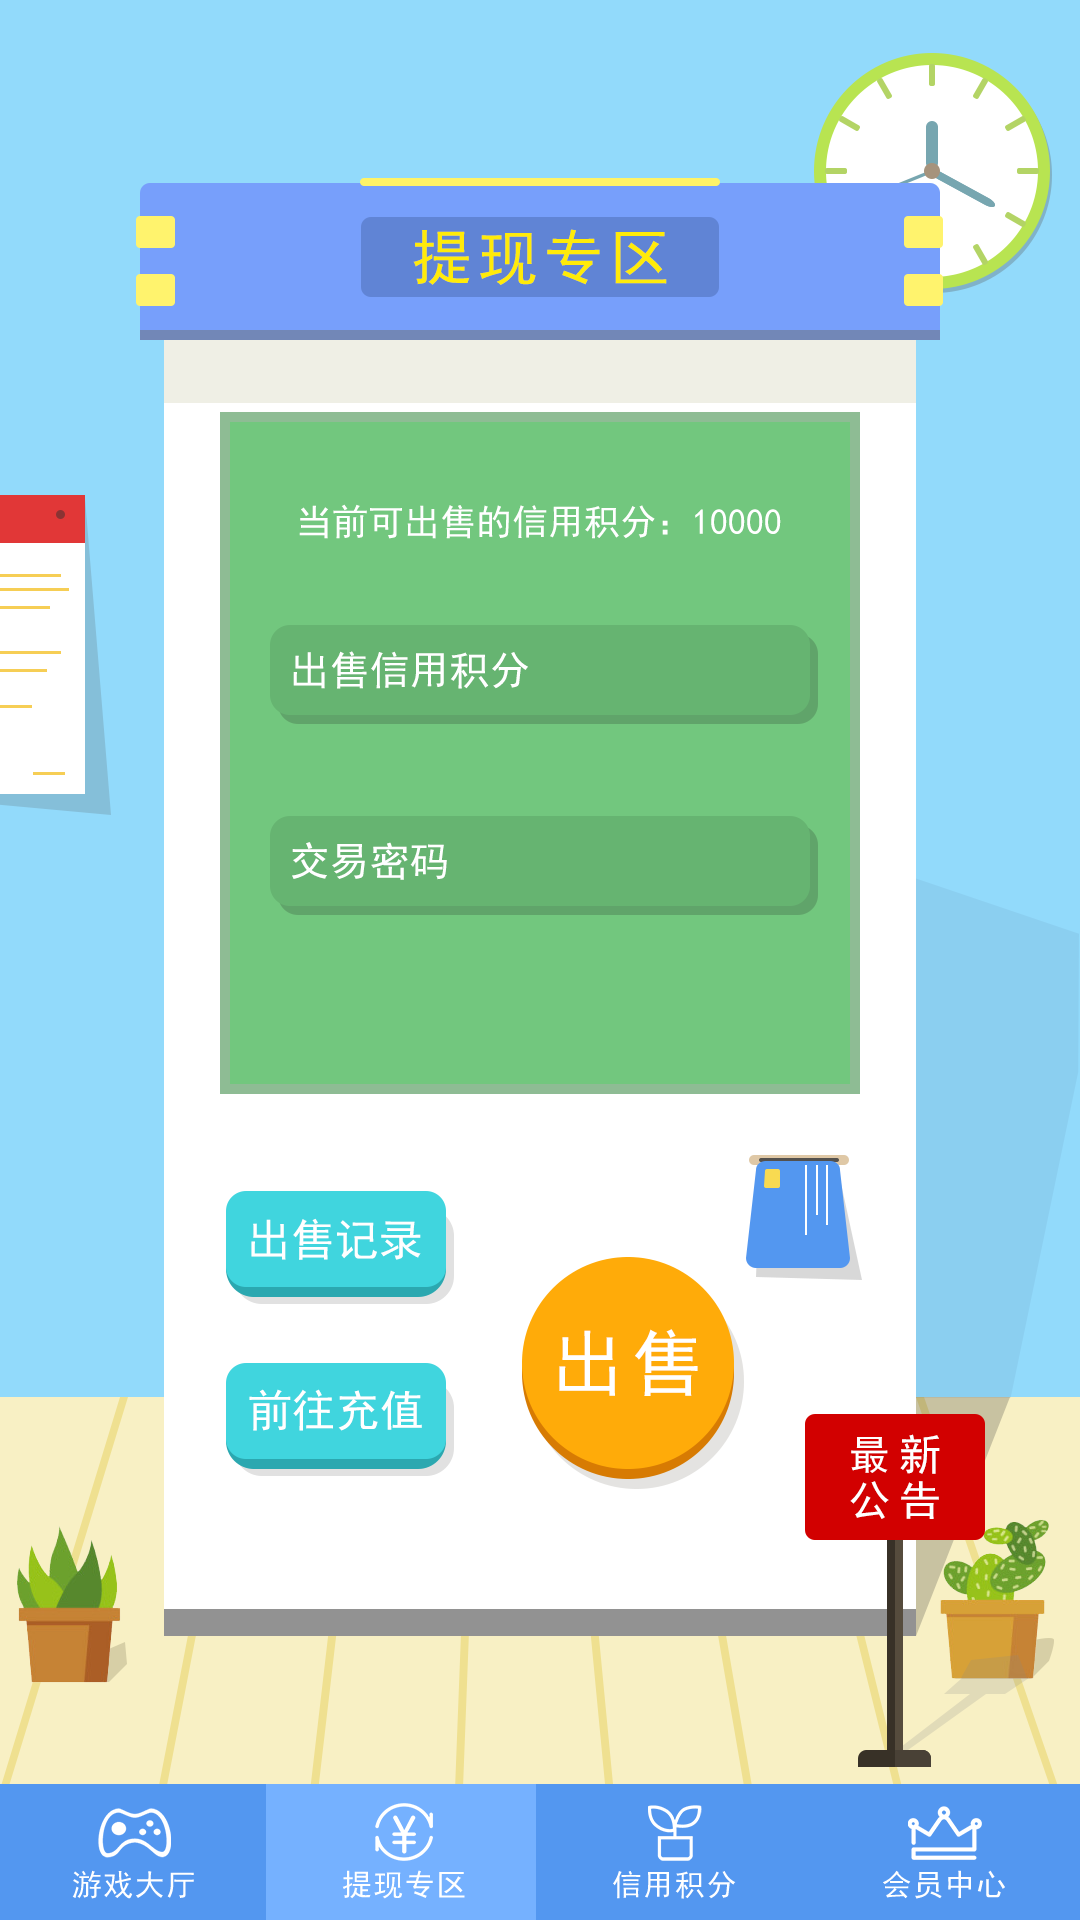 提现专区
当前可出售的信用积分：10000
出售信用积分
交易密码
出售记录
出售
前往充值
最新
公告
游戏大厅
提现专区
信用积分
会员中心